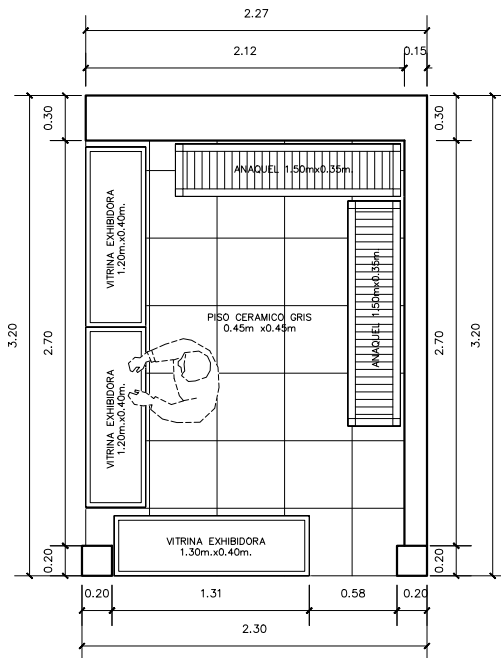 2.27
2.12
0.15
0.30
0.30
ANAQUEL 1.50mx0.35m.
VITRINA EXHIBIDORA
1.20m.x0.40m.
ANAQUEL 1.50mx0.35m.
PISO CERAMICO GRIS
0.45m x0.45m
3.20
2.70
2.70
3.20
VITRINA EXHIBIDORA
1.20m.x0.40m.
VITRINA EXHIBIDORA
1.30m.x0.40m.
0.20
0.20
0.20
1.31
0.58
0.20
2.30